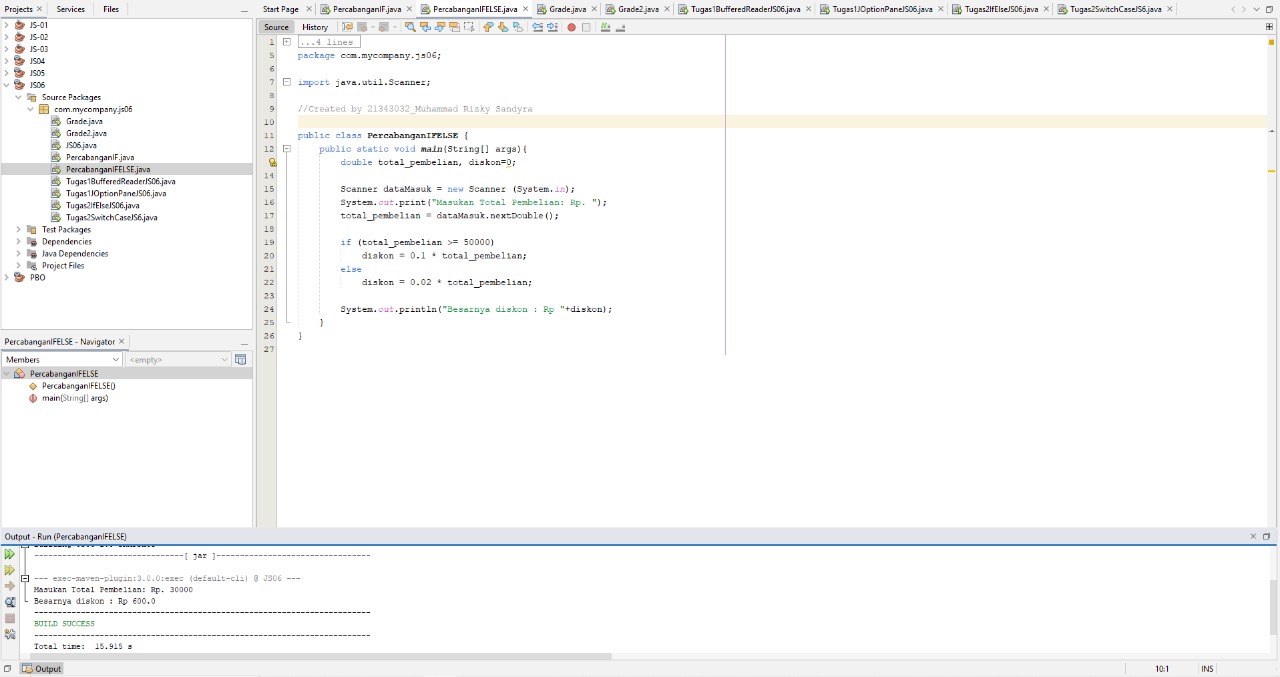 Projects
Services
Files
JS-01
JS-02
JS-03
JS04
JS05
JS06
Source Packages
com.mycompany.js06
Grade.java
Grade2.java
JS06.java
PercabanganIF.java
PercabanganIFELSE.java
Tugas1BufferedReaderJS06.java
Tugas1JOptionPaneJS06.java
Tugas2IfElseJS06.java
Tugas2SwitchCaseJS6.java
Test Packages
Dependencies
Java Dependencies
Project Files
PBO
PercabanganIFELSE - Navigator
Members <empty>
PercabanganIFELSE
PercabanganIFELSE()
main(String[] args)
Start Page PercabanganIF.java PercabanganIFELSE.java Grade.java Grade2.java Tugas1BufferedReaderJS06.java Tugas1JOptionPaneJS06.java Tugas2IfElseJS06.java Tugas2SwitchCaseJS6.java
Source History
1 ...4 lines
5 package com.mycompany.js06;
6
7 import java.util.Scanner;
8
9 //Created by 21343032_Muhammad Rizky Sandyra
10
11 public class PercabanganIFELSE {
12 public static void main(String[] args){
double total_pembelian, diskon=0;
14
15 Scanner dataMasuk = new Scanner (System.in);
16 System.out.print("Masukan Total Pembelian: Rp. ");
17 total_pembelian = dataMasuk.nextDouble();
18
19 if (total_pembelian >= 50000)
20 diskon = 0.1 * total_pembelian;
21 else
22 diskon = 0.02 * total_pembelian;
23
24 System.out.println("Besarnya diskon : Rp "+diskon);
25 }
26 }
27
Output - Run (PercabanganIFELSE)
--------------------------------[ jar ]---------------------------------
--- exec-maven-plugin:3.0.0:exec (default-cli) @ JS06 ---
Masukan Total Pembelian: Rp. 30000
Besarnya diskon : Rp 600.0
------------------------------------------------------------------------
BUILD SUCCESS
------------------------------------------------------------------------
Total time:  15.915 s
Output
10:1 INS